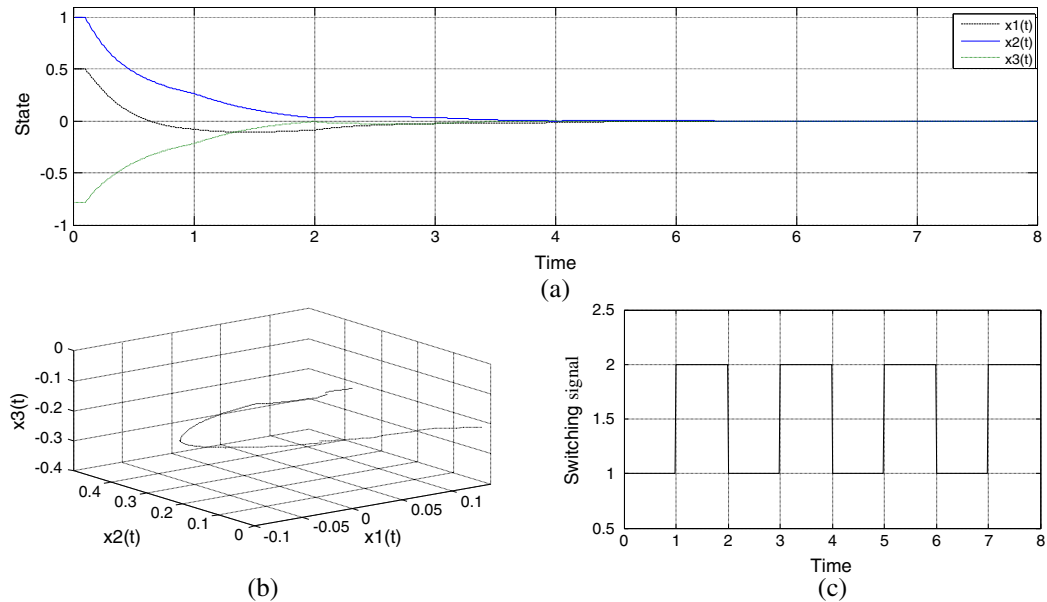 1
0.5
0
-0.5
-1
State
x1(t)
x2(t)
x3(t)
0 1 2 3 4 6 6 7 8
Time
(a)
0
-0.1
-0.2
-0.3
-0.4
x3(t)
0.4
0.3
0.2
0.1
0
x2(t)
-0.1
-0.05
0
0.05
0.1
x1(t)
(b)
2.5
2
1.5
1
0.5
Switching signal
0 1 2 3 4 5 6 7 8
Time
(c)